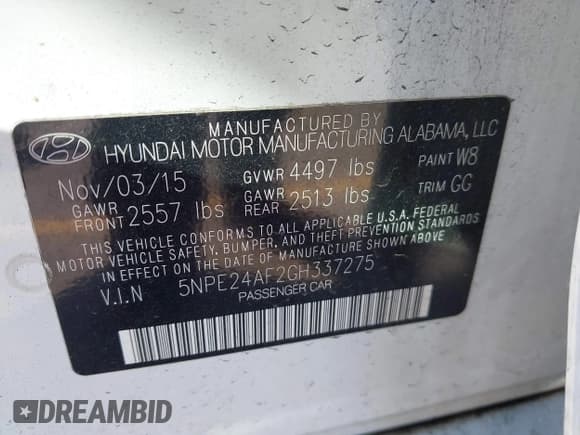 MANUFACTURED BY
HYUNDAI MOTOR MANUFACTURING ALABAMA, LLC
Nov/03/15 GVWR 4497 lbs PAINT W8
GAWR FRONT 2557 lbs GAWR REAR 2513 lbs TRIM GG
THIS VEHICLE CONFORMS TO ALL APPLICABLE U.S.A. FEDERAL
MOTOR VEHICLE SAFETY, BUMPER, AND THEFT PREVENTION STANDARDS
IN EFFECT ON THE DATE OF MANUFACTURE SHOWN ABOVE
V.I.N 5NPE24AF2GH337275
PASSENGER CAR
DREAMBID